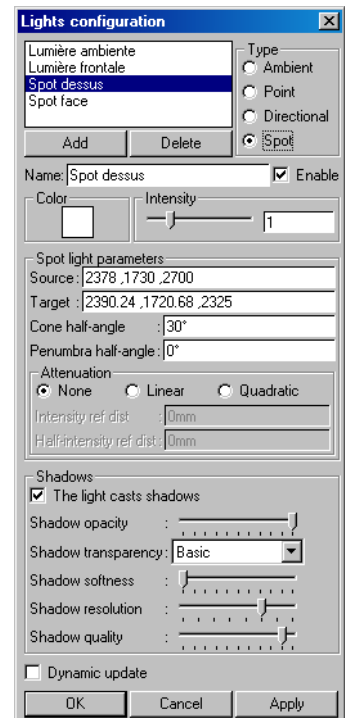 Lights configuration
Lumière ambiente
Lumière frontale
Spot dessus
Spot face
Type
Ambient
Point
Directional
Spot
Add Delete
Name: Spot dessus Enable
Color Intensity
1
Spot light parameters
Source : 2378 ,1730 ,2700
Target : 2390.24 ,1720.68 ,2325
Cone half-angle : 30°
Penumbra half-angle : 0°
Attenuation
None Linear Quadratic
Intensity ref dist : 0mm
Half-intensity ref dist : 0mm
Shadows
The light casts shadows
Shadow opacity :
Shadow transparency : Basic
Shadow softness :
Shadow resolution :
Shadow quality :
Dynamic update
OK Cancel Apply